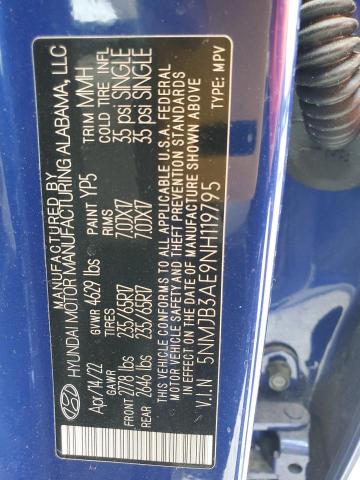 MANUFACTURED BY
HYUNDAI MOTOR MANUFACTURING ALABAMA, LLC
Apr/14/22 GVWR 4629 lbs PAINT YP5 TRIM MMH
GAWR RIMS COLD TIRE INF.
FRONT 2778 lbs 235/65R17 7.0JX17 35 psi SINGLE
REAR 2646 lbs 235/65R17 7.0JX17 35 psi SINGLE
THIS VEHICLE CONFORMS TO ALL APPLICABLE U.S.A. FEDERAL
MOTOR VEHICLE SAFETY, BUMPER, AND THEFT PREVENTION
STANDARDS IN EFFECT ON THE DATE OF MANUFACTURE
SHOWN ABOVE.
V.I.N 5NMJB3AE9NH119795 TYPE: MPV